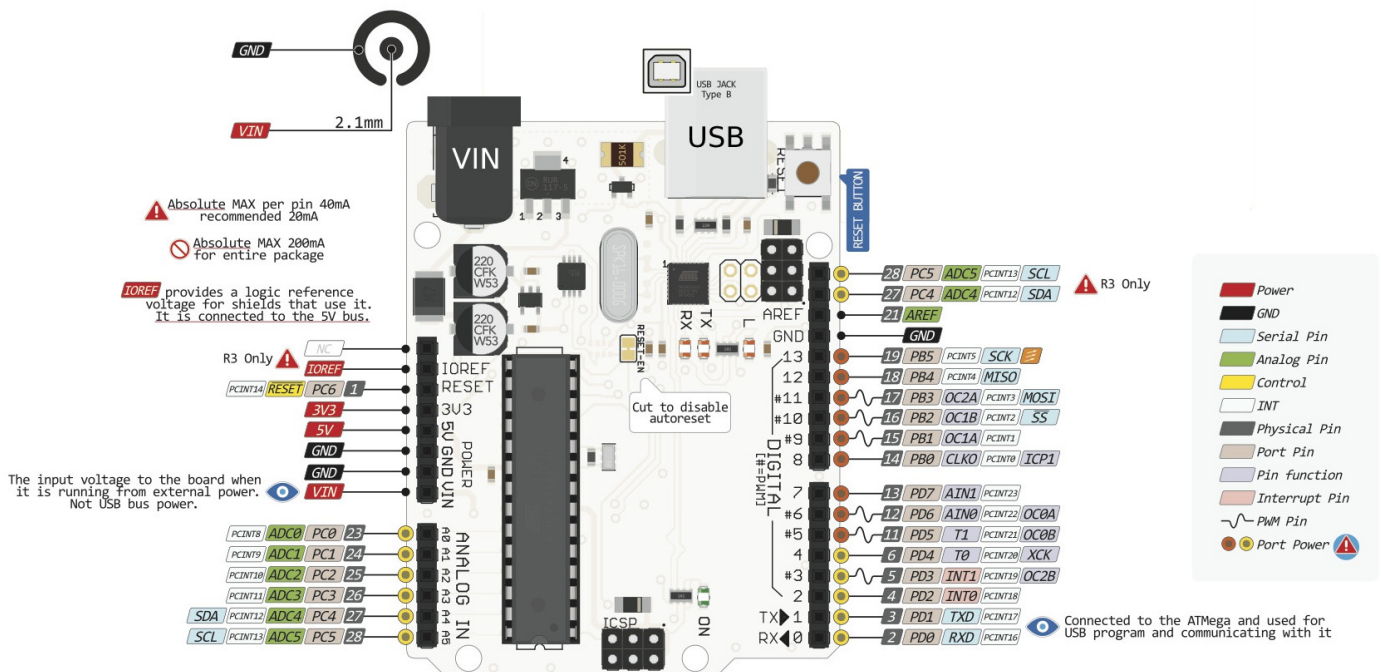 GND
2.1mm
VIN
USB JACK
Type B
USB
VIN
501K
4
1 2 3
RESET
RESET BUTTON
Absolute MAX per pin 40mA
recommended 20mA
Absolute MAX 200mA
for entire package
IOREF provides a logic reference
voltage for shields that use it.
It is connected to the 5V bus.
220
CFK
W53
220
CFK
W53
1
RX TX L
RESET-EN
Cut to disable
autoreset
NC
R3 Only IOREF IOREF
PCINT14 RESET PC6 1 RESET
3V3 3V3
5V 5V
GND GND
GND
VIN VIN
POWER
The input voltage to the board when
it is running from external power.
Not USB bus power.
PCINT8 ADC0 PC0 23 A0
PCINT9 ADC1 PC1 24 A1
PCINT10 ADC2 PC2 25 A2
PCINT11 ADC3 PC3 26 A3
SDA PCINT12 ADC4 PC4 27 A4
SCL PCINT13 ADC5 PC5 28 A5
ANALOG IN
ICSP
ON
28 PC5 ADC5 PCINT13 SCL
27 PC4 ADC4 PCINT12 SDA
R3 Only
AREF 21 AREF
GND GND
13 19 PB5 PCINT5 SCK
12 18 PB4 PCINT4 MISO
#11 17 PB3 OC2A PCINT3 MOSI
#10 16 PB2 OC1B PCINT2 SS
#9 15 PB1 OC1A PCINT1
8 14 PB0 CLKO PCINT0 ICP1
DIGITAL
[#=PWM]
7 13 PD7 AIN1 PCINT23
#6 12 PD6 AIN0 PCINT22 OC0A
#5 11 PD5 T1 PCINT21 OC0B
4 6 PD4 T0 PCINT20 XCK
#3 5 PD3 INT1 PCINT19 OC2B
2 4 PD2 INT0 PCINT18
TX 1 3 PD1 TXD PCINT17
RX 0 2 PD0 RXD PCINT16
Connected to the ATMega and used for
USB program and communicating with it
Power
GND
Serial Pin
Analog Pin
Control
INT
Physical Pin
Port Pin
Pin function
Interrupt Pin
PWM Pin
Port Power